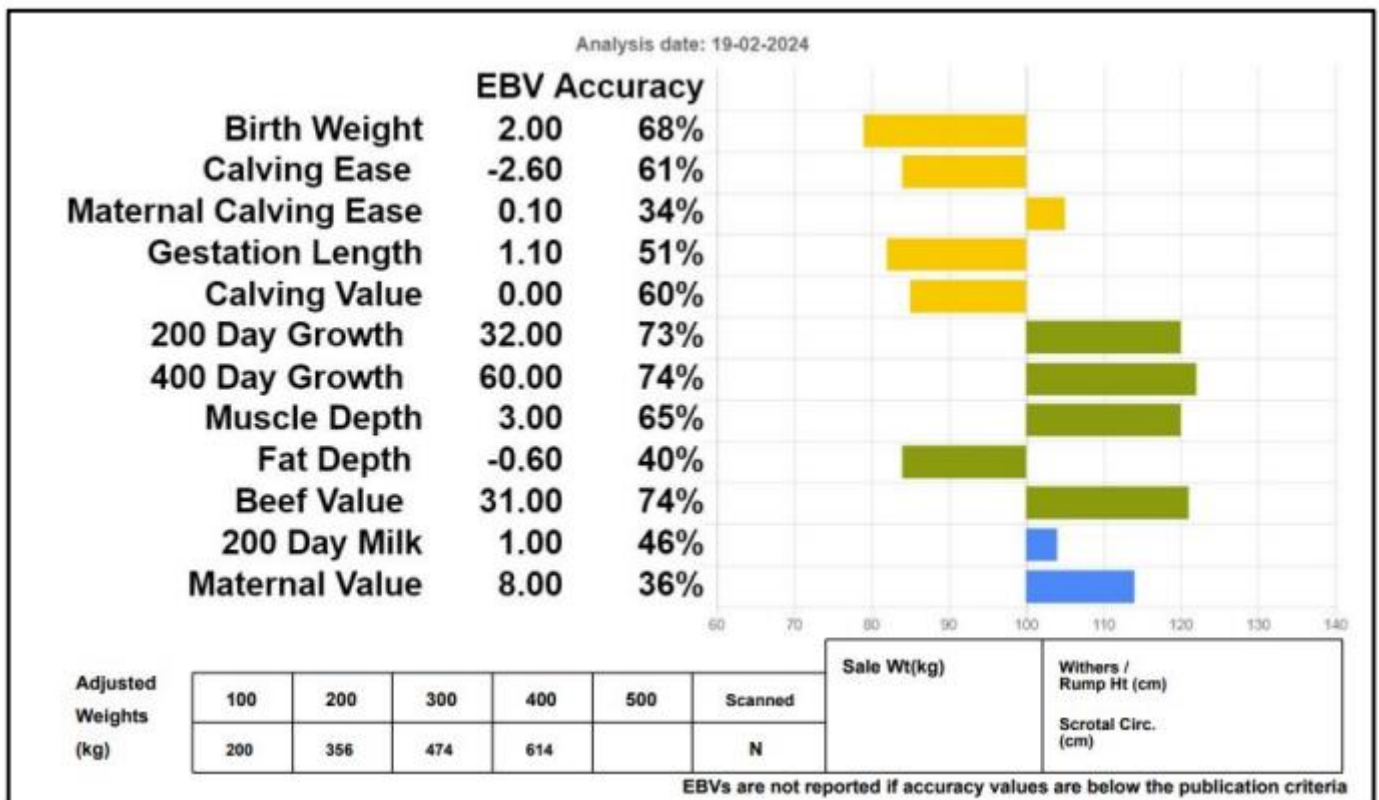 Analysis date: 19-02-2024
EBV Accuracy
Birth Weight 2.00 68%
Calving Ease -2.60 61%
Maternal Calving Ease 0.10 34%
Gestation Length 1.10 51%
Calving Value 0.00 60%
200 Day Growth 32.00 73%
400 Day Growth 60.00 74%
Muscle Depth 3.00 65%
Fat Depth -0.60 40%
Beef Value 31.00 74%
200 Day Milk 1.00 46%
Maternal Value 8.00 36%
60 70 80 90 100 110 120 130 140
Adjusted
Weights
(kg)
100 200 300 400 500 Scanned
200 356 474 614 N
Sale Wt(kg)
Withers /
Rump Ht (cm)
Scrotal Circ.
(cm)
EBVs are not reported if accuracy values are below the publication criteria